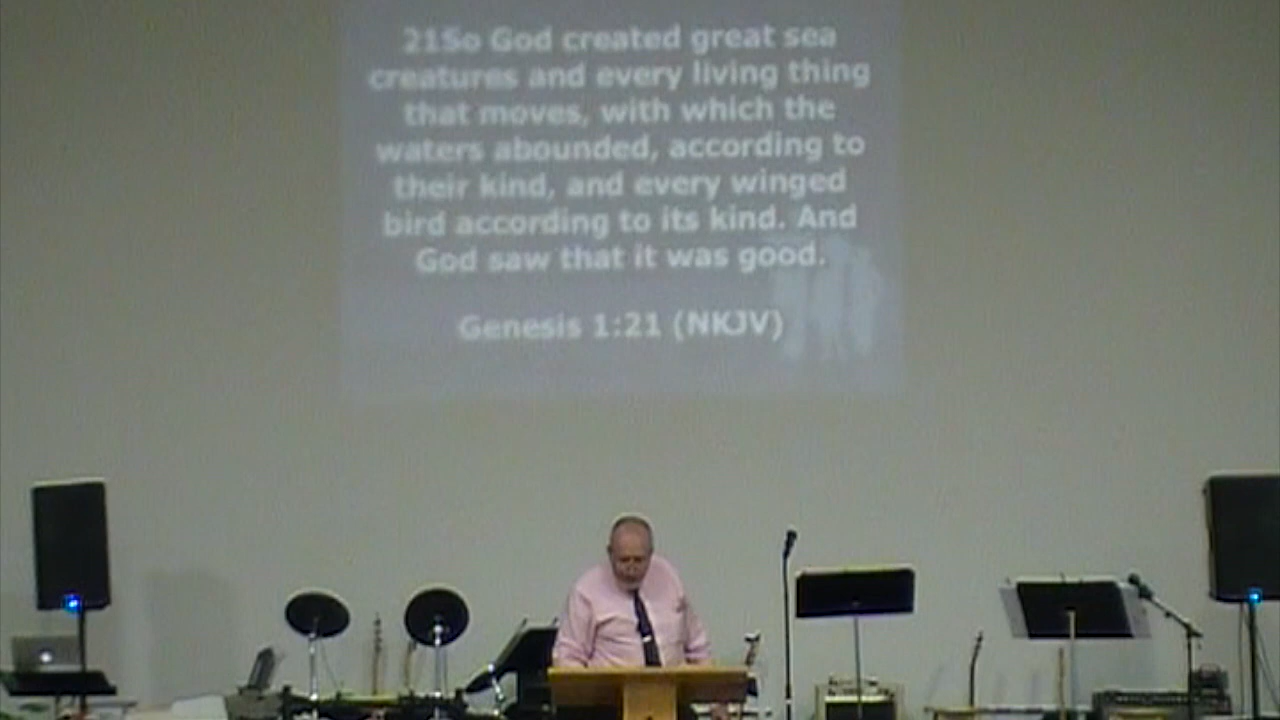 21So God created great sea
creatures and every living thing
that moves, with which the
waters abounded, according to
their kind, and every winged
bird according to its kind. And
God saw that it was good.
Genesis 1:21 (NKJV)